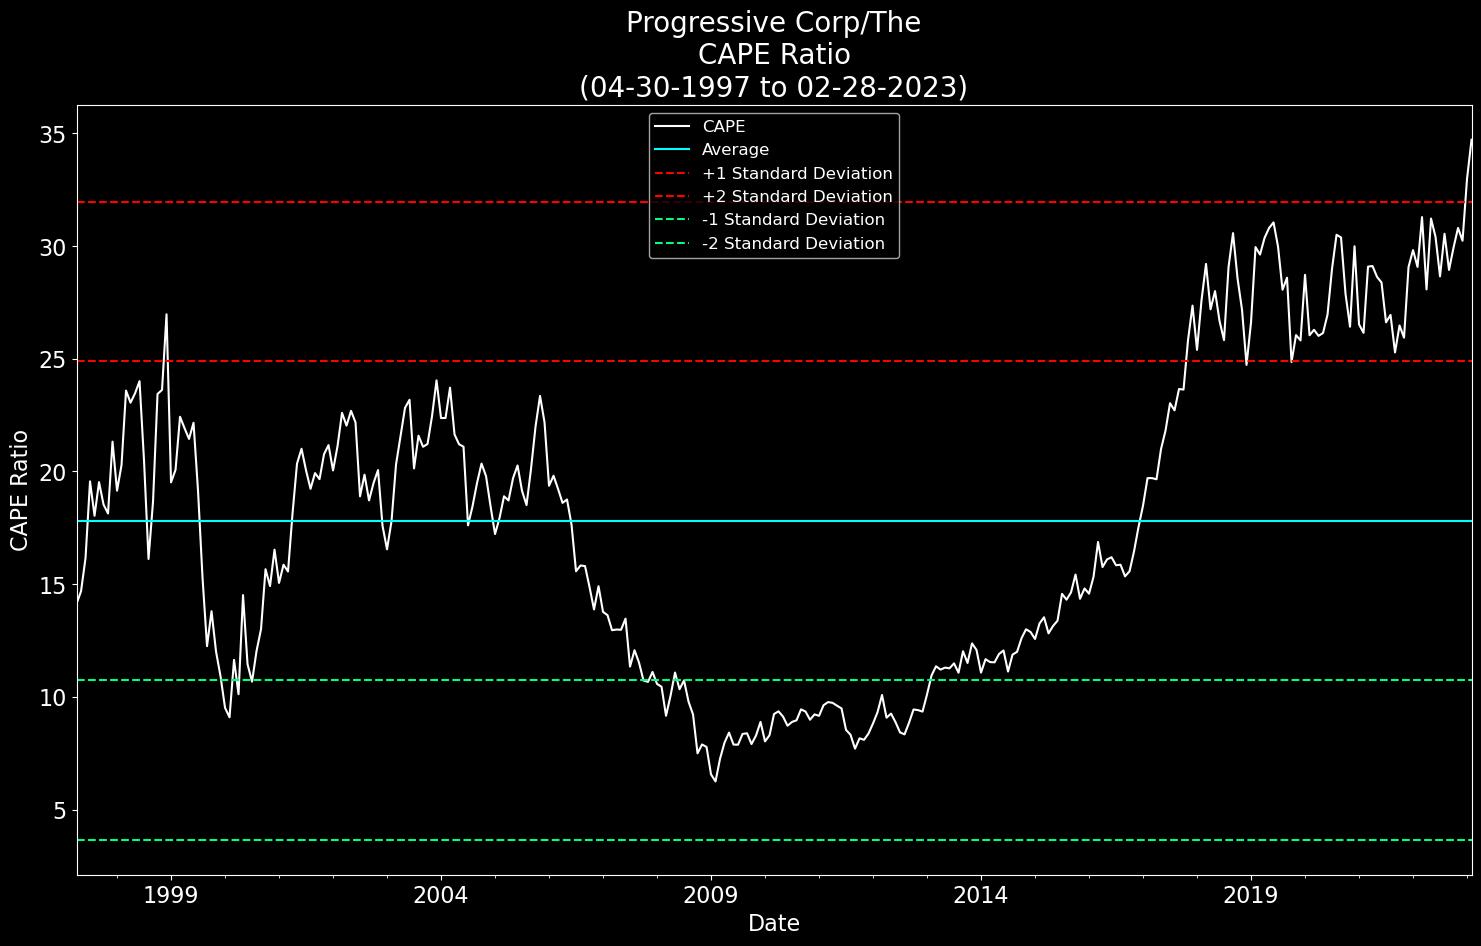 Progressive Corp/The
CAPE Ratio
(04-30-1997 to 02-28-2023)
CAPE
Average
+1 Standard Deviation
+2 Standard Deviation
-1 Standard Deviation
-2 Standard Deviation
35
30
25
20
15
10
5
CAPE Ratio
1999 2004 2009 2014 2019
Date